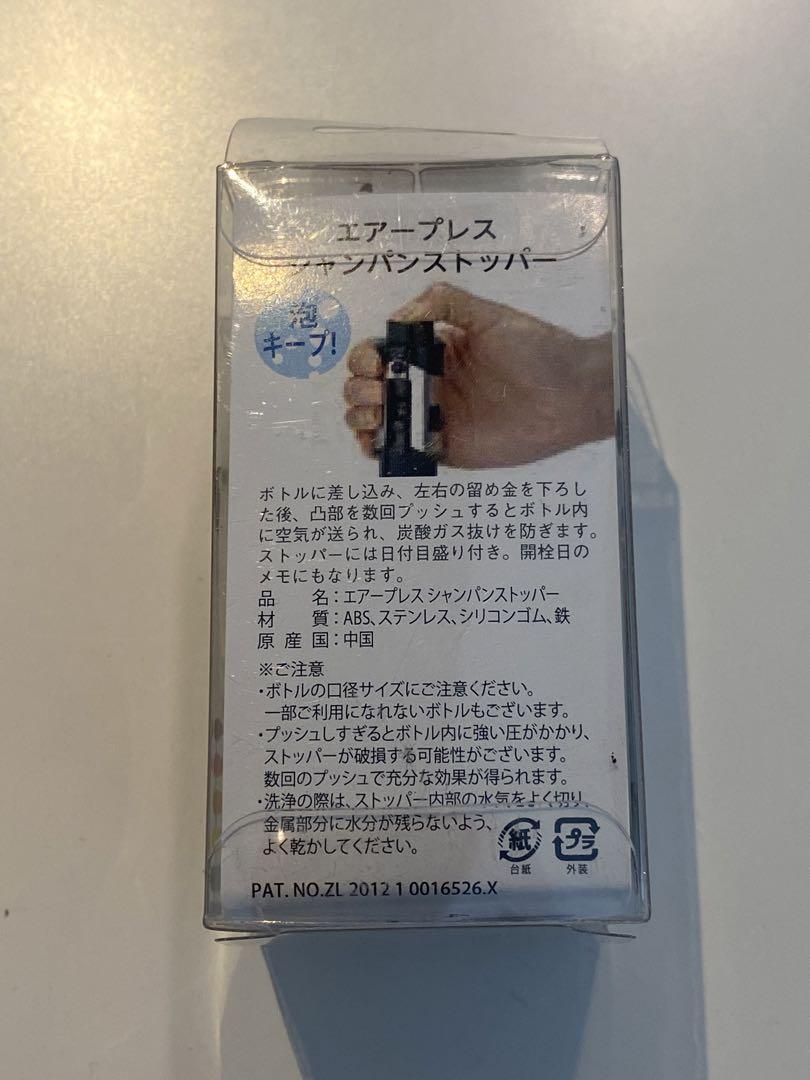 エアープレス
シャンパンストッパー
泡
キープ!
ボトルに差し込み、左右の留め金を下ろし
た後、凸部を数回プッシュするとボトル内
に空気が送られ、炭酸ガス抜けを防ぎます。
ストッパーには日付目盛り付き。開栓日の
メモにもなります。
品　名：エアープレス シャンパンストッパー
材　質：ABS、ステンレス、シリコンゴム、鉄
原産国：中国
※ご注意
・ボトルの口径サイズにご注意ください。
一部ご利用になれないボトルもございます。
・プッシュしすぎるとボトル内に強い圧がかかり、
ストッパーが破損する可能性がございます。
数回のプッシュで充分な効果が得られます。
・洗浄の際は、ストッパー内部の水気をよく切り、
金属部分に水分が残らないよう、
よく乾かしてください。
紙
台紙
プラ
外装
PAT. NO.ZL 2012 1 0016526.X